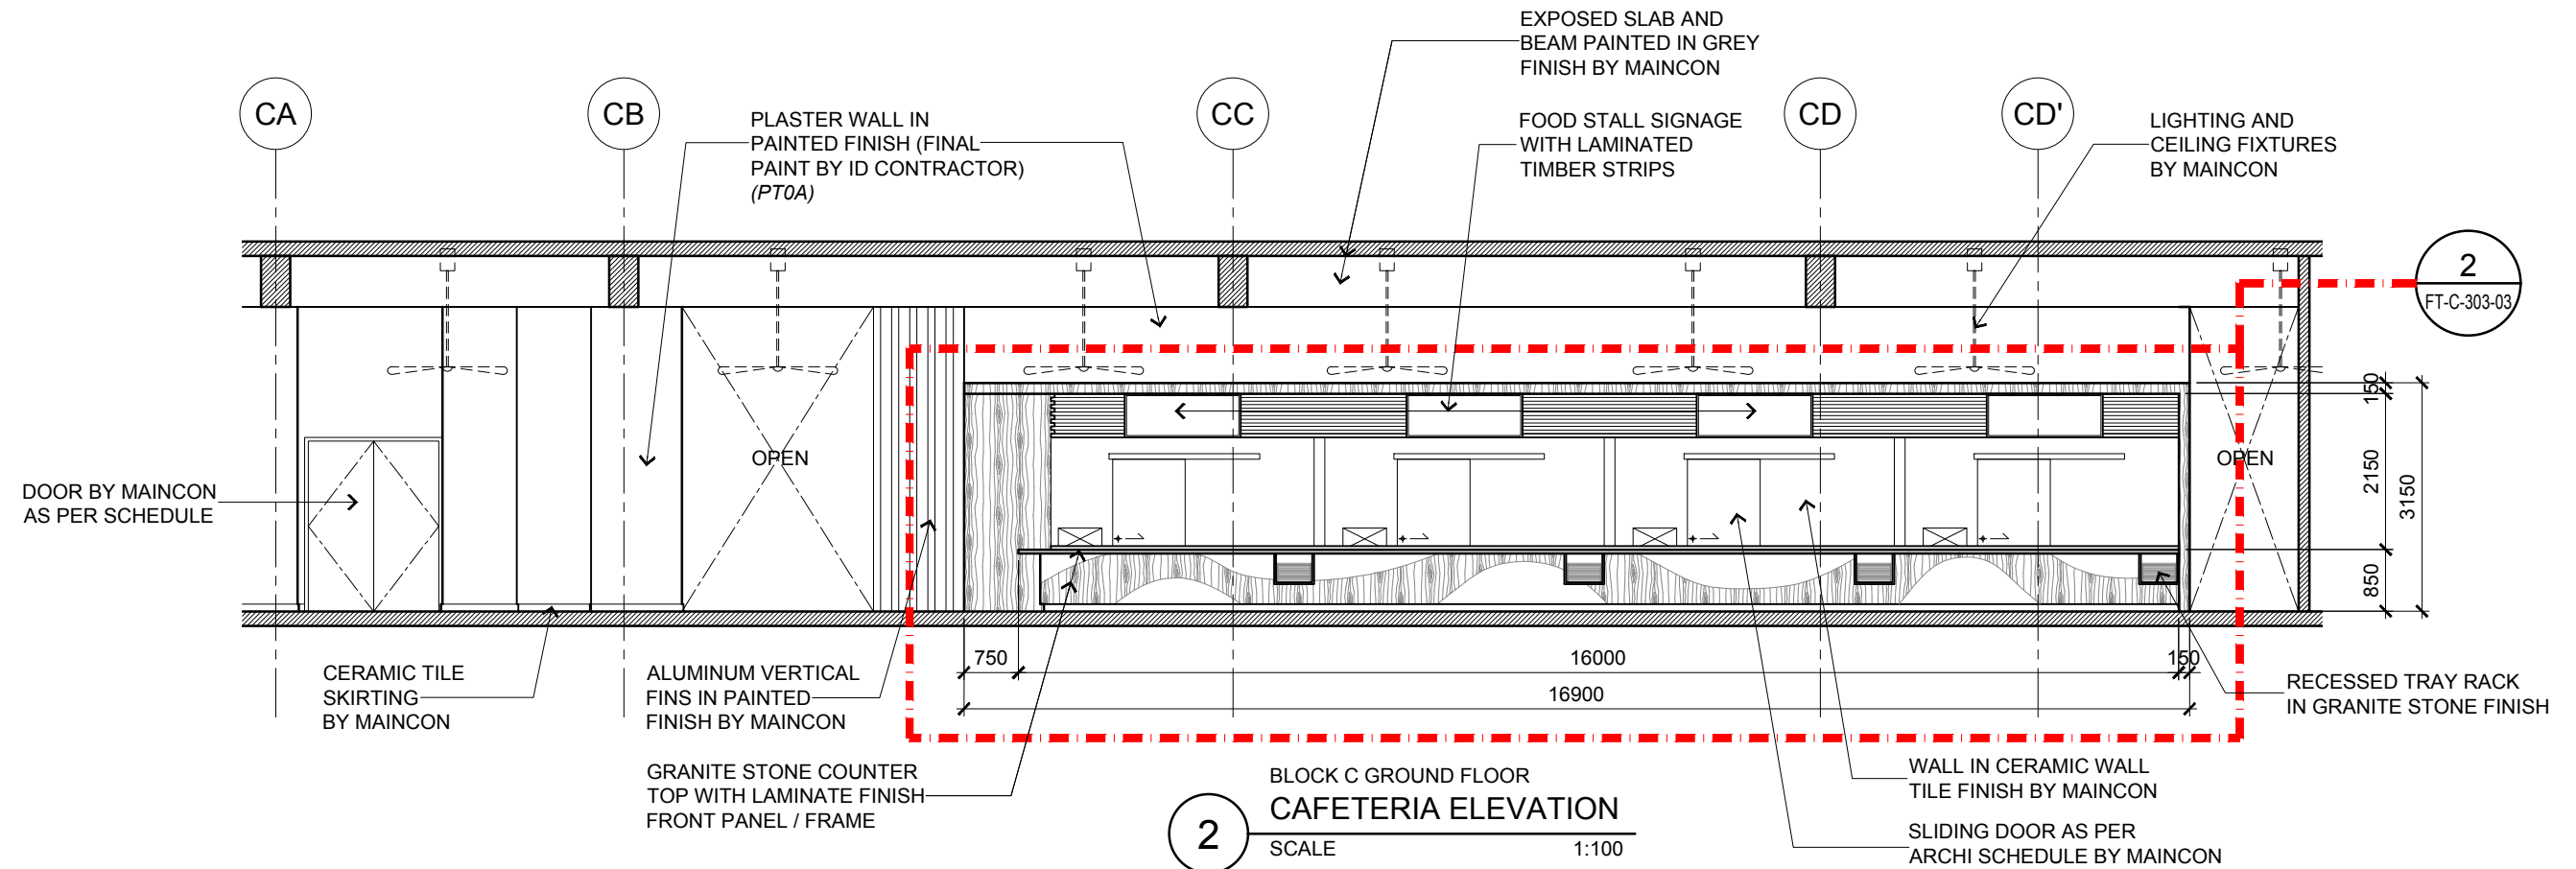 EXPOSED SLAB AND
BEAM PAINTED IN GREY
FINISH BY MAINCON
CA
CB
CC
CD
CD'
PLASTER WALL IN
PAINTED FINISH (FINAL
PAINT BY ID CONTRACTOR)
(PT0A)
FOOD STALL SIGNAGE
WITH LAMINATED
TIMBER STRIPS
LIGHTING AND
CEILING FIXTURES
BY MAINCON
2
FT-C-303-03
DOOR BY MAINCON
AS PER SCHEDULE
OPEN
OPEN
150
2150
3150
850
750
16000
150
16900
CERAMIC TILE
SKIRTING
BY MAINCON
ALUMINUM VERTICAL
FINS IN PAINTED
FINISH BY MAINCON
RECESSED TRAY RACK
IN GRANITE STONE FINISH
GRANITE STONE COUNTER
TOP WITH LAMINATE FINISH
FRONT PANEL / FRAME
WALL IN CERAMIC WALL
TILE FINISH BY MAINCON
SLIDING DOOR AS PER
ARCHI SCHEDULE BY MAINCON
2
BLOCK C GROUND FLOOR
CAFETERIA ELEVATION
SCALE 1:100